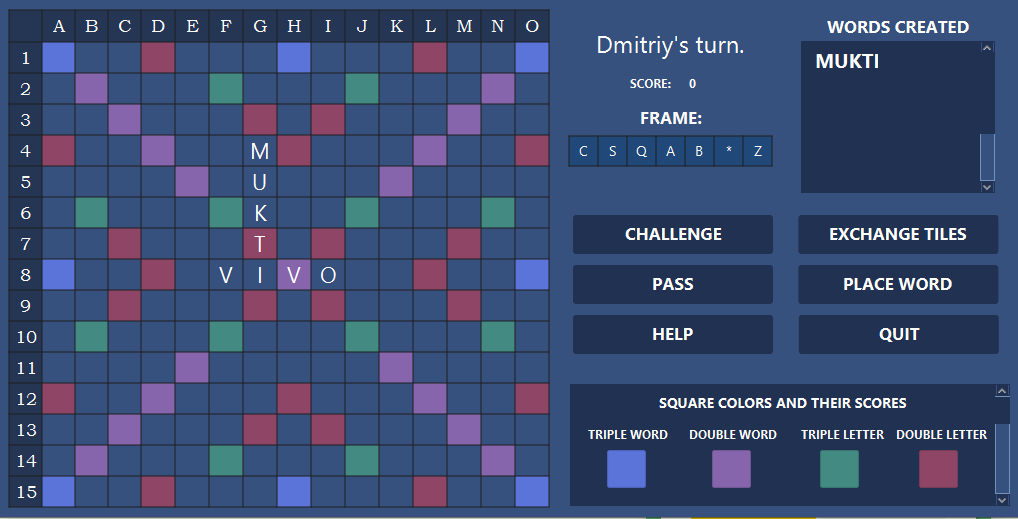 A B C D E F G H I J K L M N O
1
2
3
4 M
5 U
6 K
7 T
8 V I V O
9
10
11
12
13
14
15
Dmitriy's turn.
SCORE: 0
FRAME:
C S Q A B * Z
WORDS CREATED
MUKTI
CHALLENGE EXCHANGE TILES
PASS PLACE WORD
HELP QUIT
SQUARE COLORS AND THEIR SCORES
TRIPLE WORD DOUBLE WORD TRIPLE LETTER DOUBLE LETTER